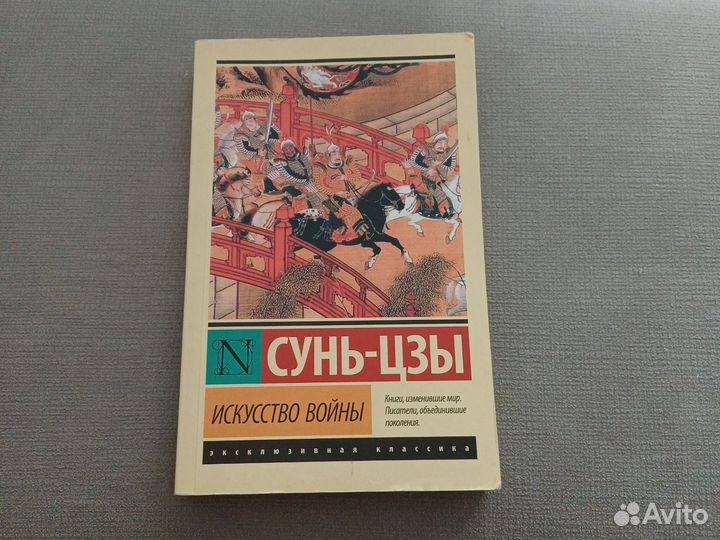 N
СУНЬ-ЦЗЫ
ИСКУССТВО ВОЙНЫ
Книги, изменившие мир.
Писатели, объединившие
поколения.
эксклюзивная классика
Avito